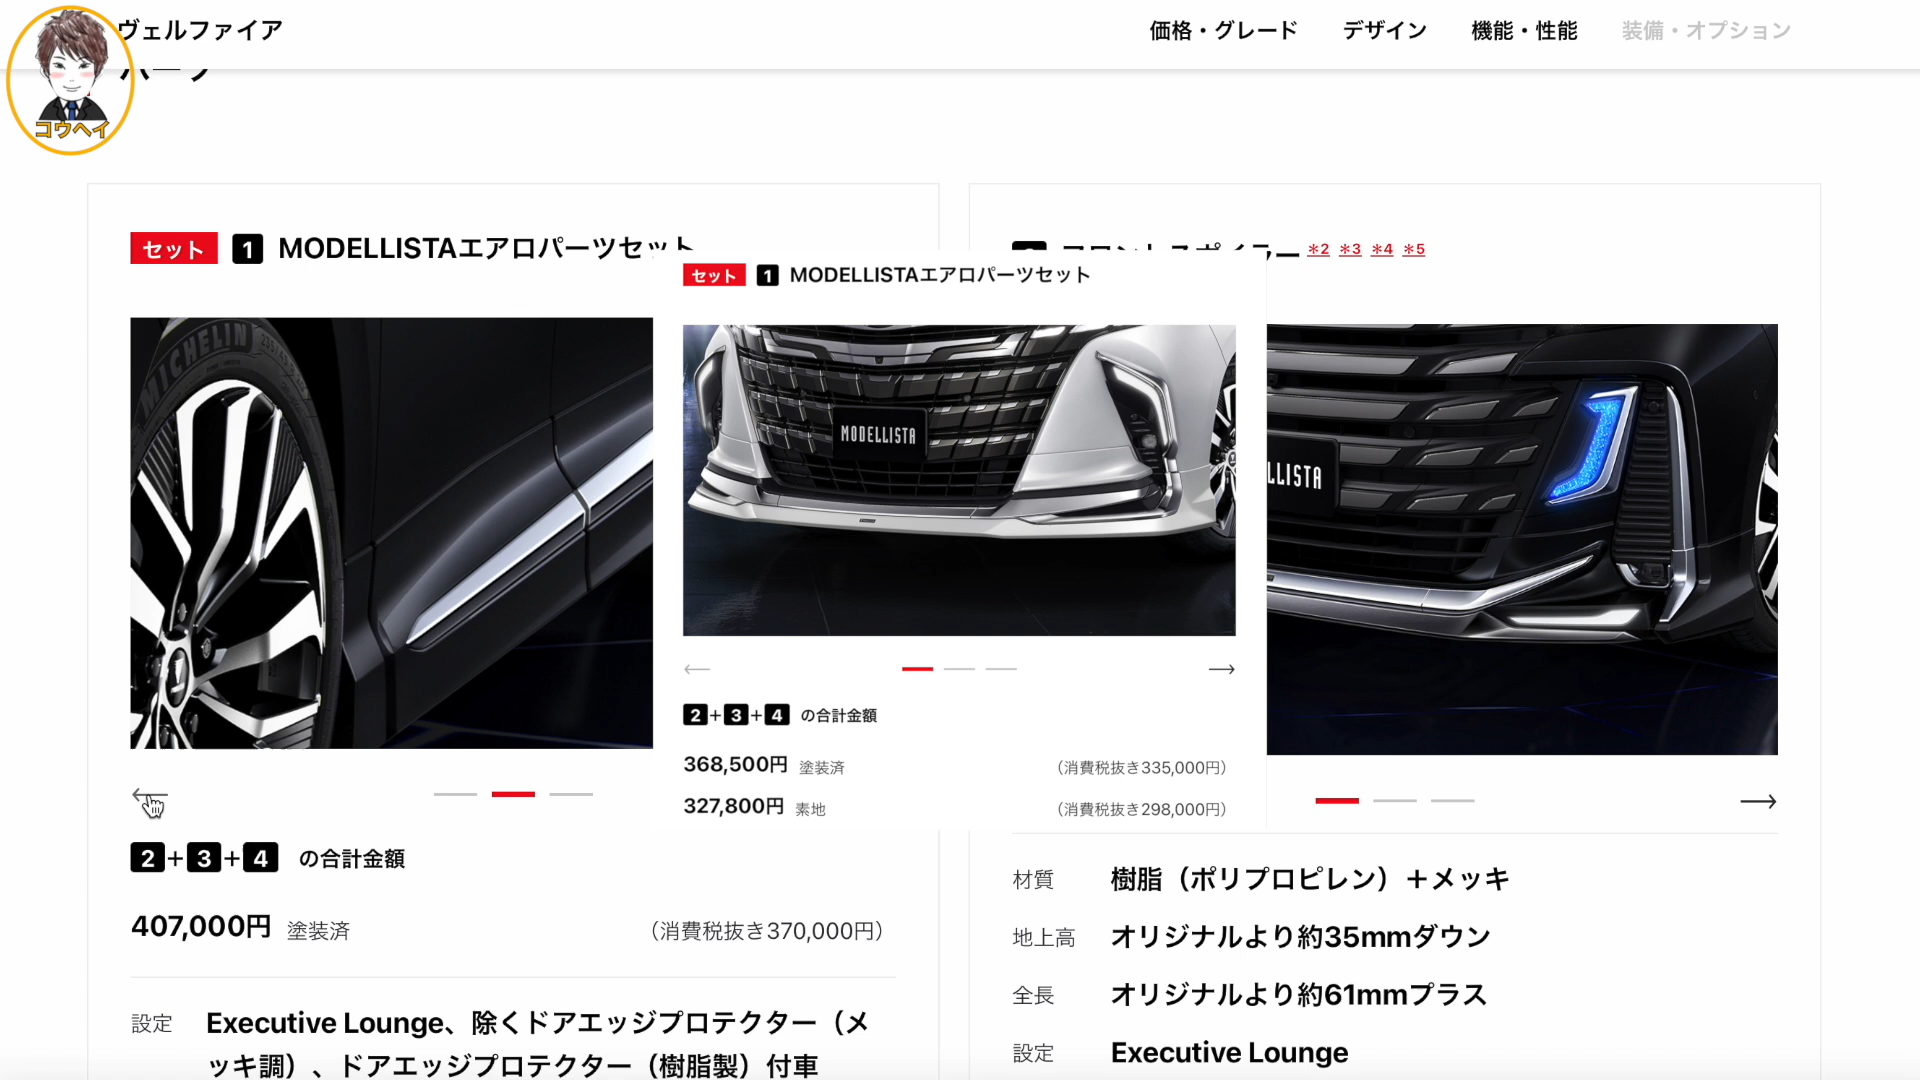 ヴェルファイア
価格・グレード
デザイン
機能・性能
装備・オプション
コウヘイ
セット 1 MODELLISTAエアロパーツセット
*2 *3 *4 *5
MICHELIN
セット 1 MODELLISTAエアロパーツセット
MODELLISTA
LLISTA
2+3+4 の合計金額
368,500円 塗装済 （消費税抜き335,000円）
327,800円 素地 （消費税抜き298,000円）
2+3+4 の合計金額
407,000円 塗装済 （消費税抜き370,000円）
設定 Executive Lounge、除くドアエッジプロテクター（メ
ッキ調）、ドアエッジプロテクター（樹脂製）付車
材質 樹脂（ポリプロピレン）＋メッキ
地上高 オリジナルより約35mmダウン
全長 オリジナルより約61mmプラス
設定 Executive Lounge